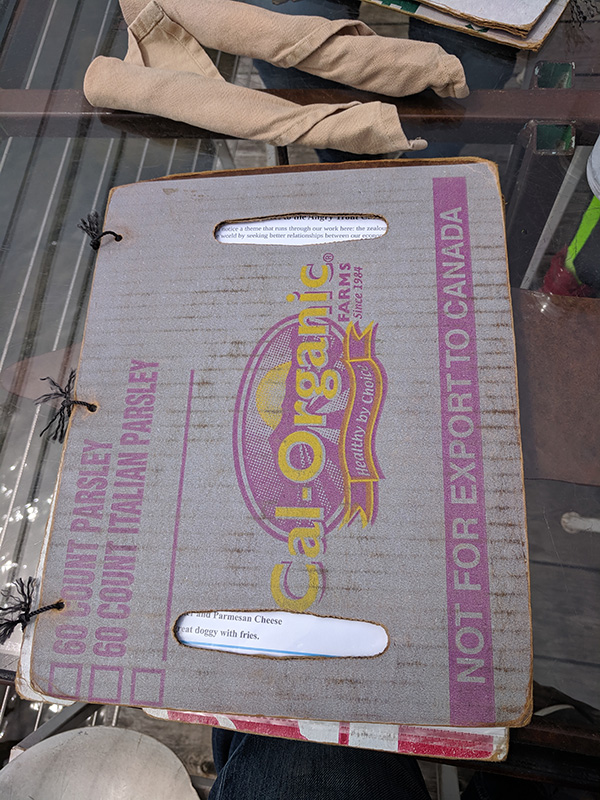 to the Angry Trout
notice a theme that runs through our work here: the zealou
world by seeking better relationships between our econom
60 COUNT PARSLEY
60 COUNT ITALIAN PARSLEY
Cal-Organic®
FARMS
Since 1984
Healthy by Choice
NOT FOR EXPORT TO CANADA
and Parmesan Cheese
eat doggy with fries.